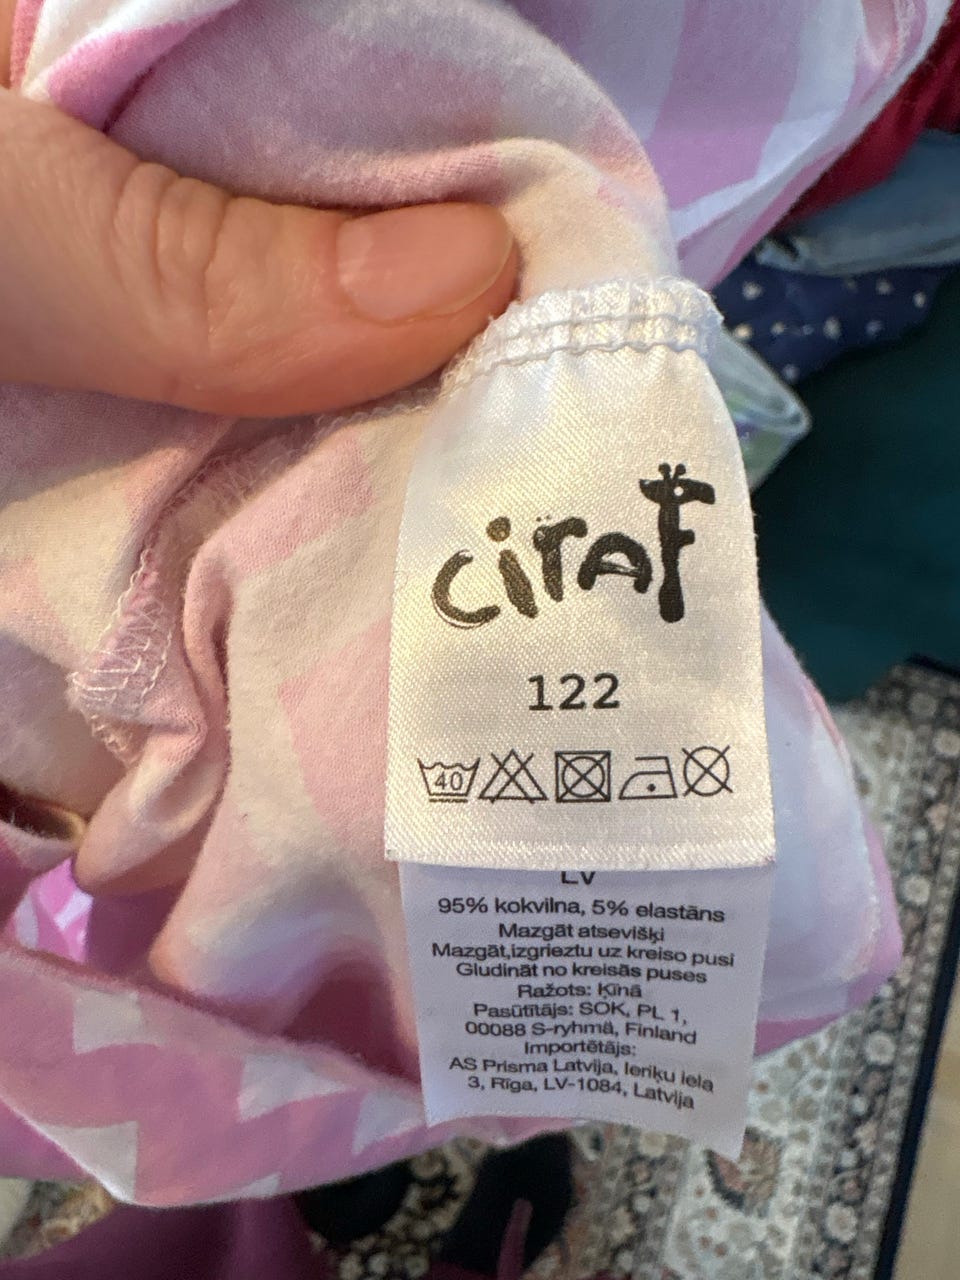 ciraf
122
40
LV
95% kokvilna, 5% elastāns
Mazgāt atsevišķi
Mazgāt,izgrieztu uz kreiso pusi
Gludināt no kreisās puses
Ražots: Ķīnā
Pasūtītājs: SOK, PL 1,
00088 S-ryhmä, Finland
Importētājs:
AS Prisma Latvija, Ieriķu iela
3, Rīga, LV-1084, Latvija